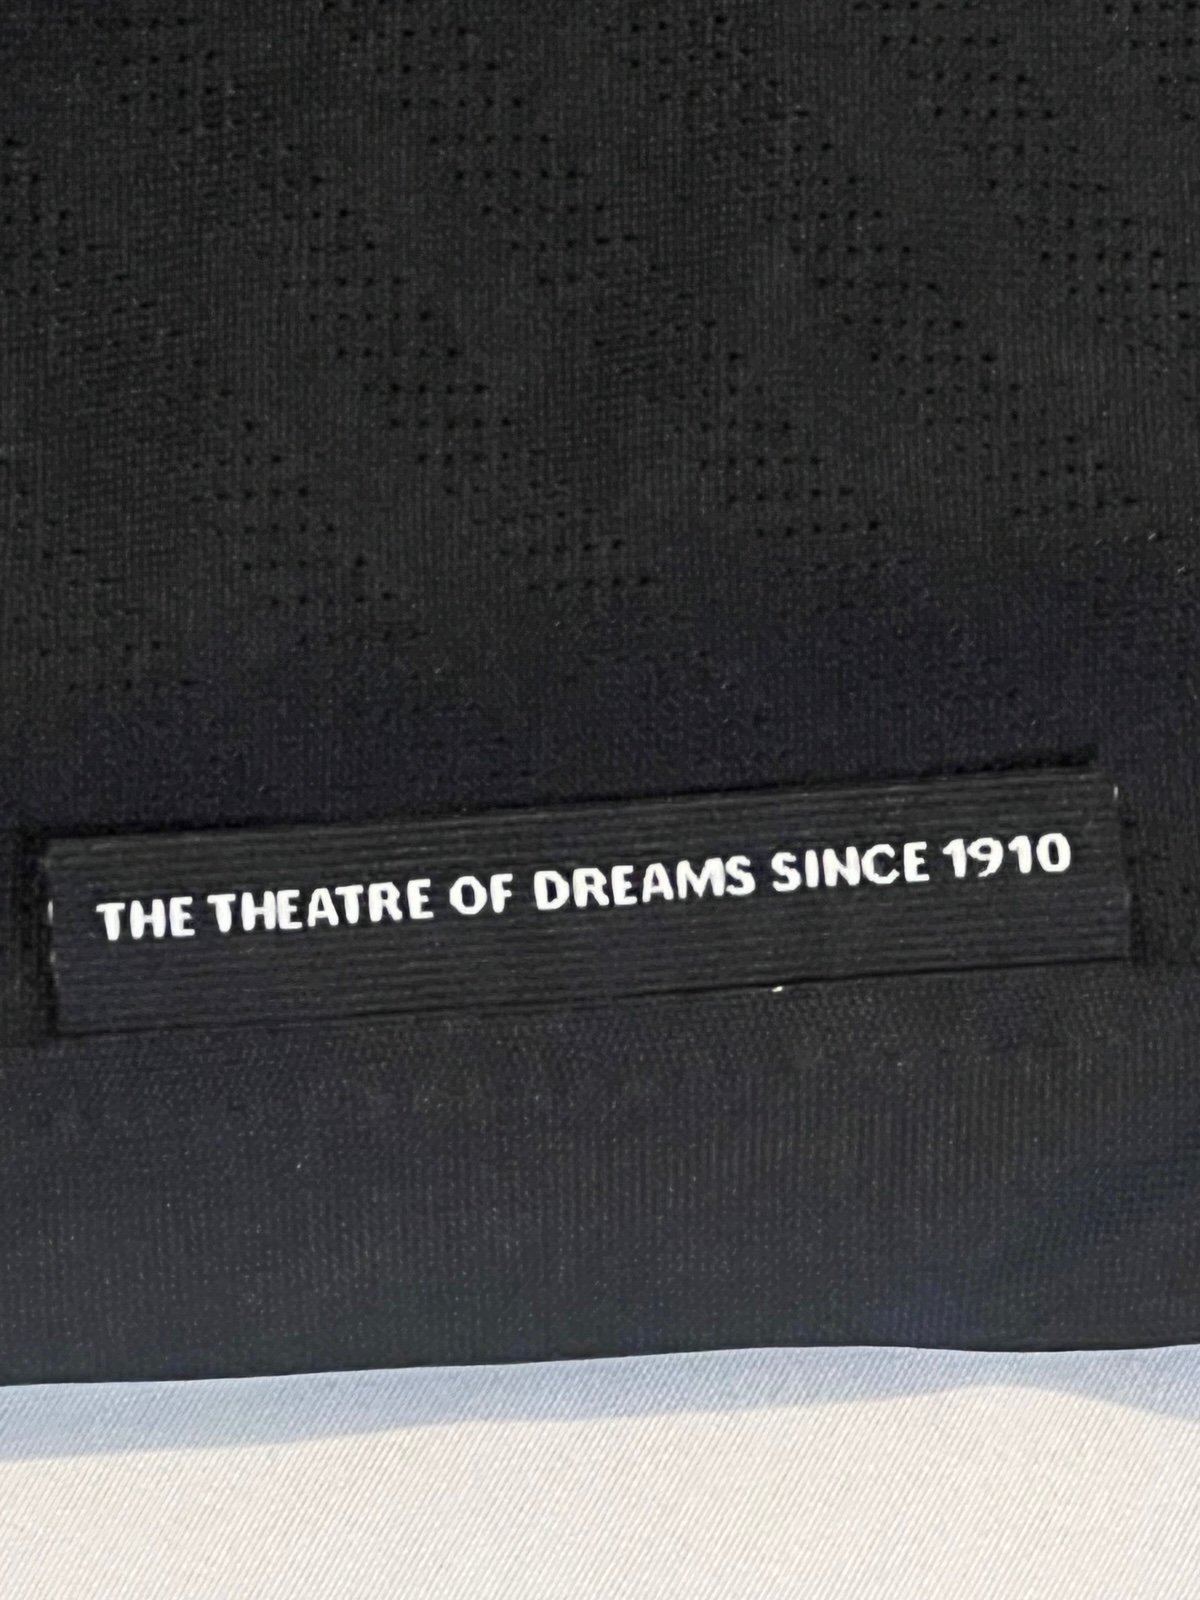 THE THEATRE OF DREAMS SINCE 1910